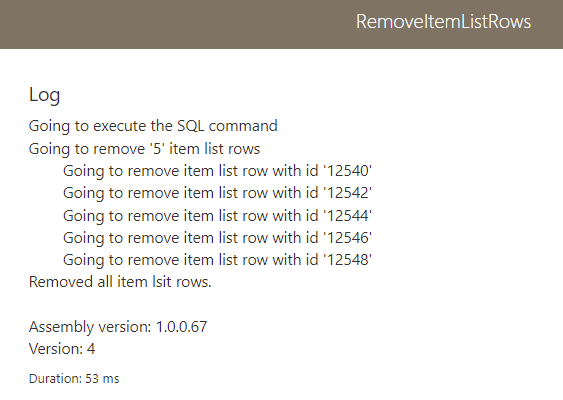 RemoveItemListRows
Log
Going to execute the SQL command
Going to remove '5' item list rows
Going to remove item list row with id '12540'
Going to remove item list row with id '12542'
Going to remove item list row with id '12544'
Going to remove item list row with id '12546'
Going to remove item list row with id '12548'
Removed all item lsit rows.
Assembly version: 1.0.0.67
Version: 4
Duration: 53 ms